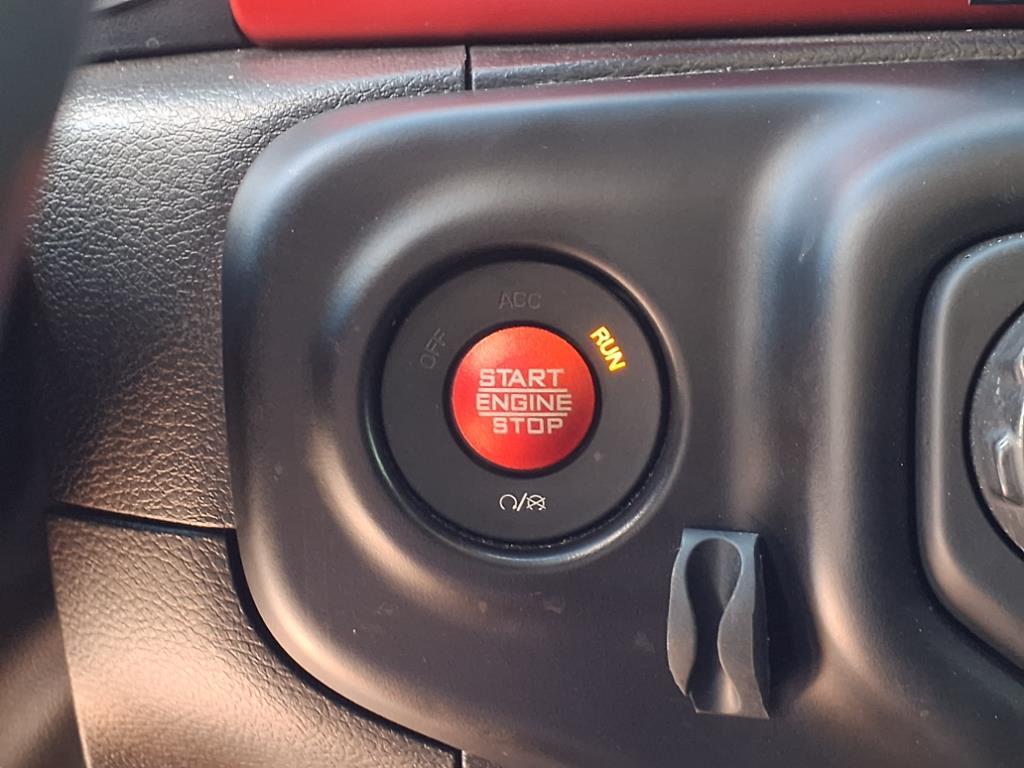 ACC
OFF
RUN
START
ENGINE
STOP